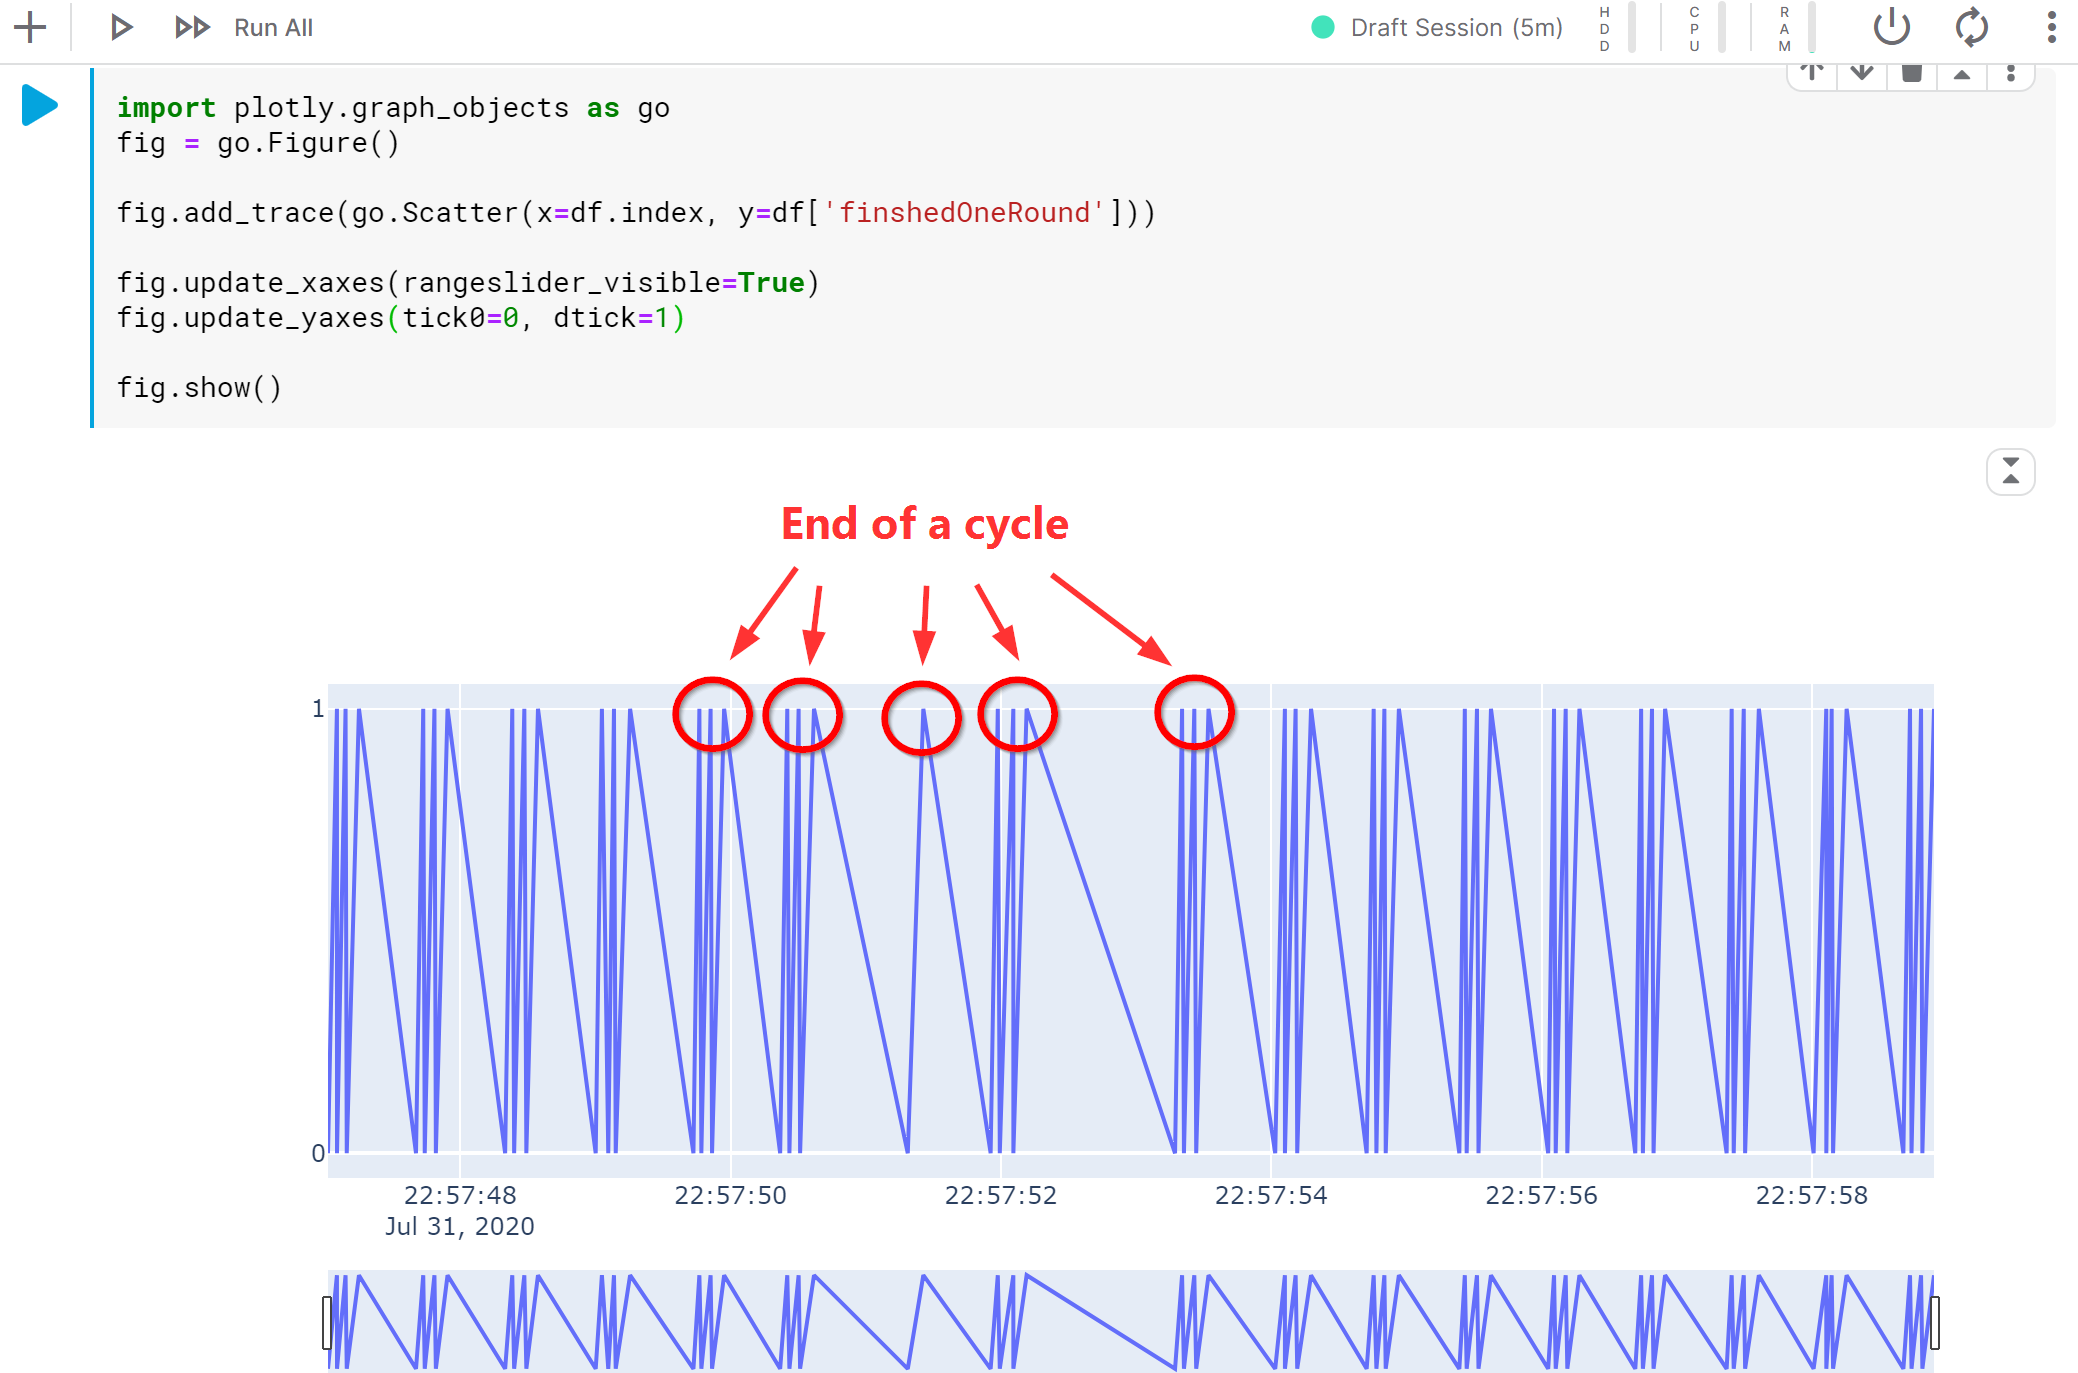 Run All
Draft Session (5m)
HDD
CPU
RAM
import plotly.graph_objects as go
fig = go.Figure()
fig.add_trace(go.Scatter(x=df.index, y=df['finshedOneRound']))
fig.update_xaxes(rangeslider_visible=True)
fig.update_yaxes(tick0=0, dtick=1)
fig.show()
End of a cycle
1
0
22:57:48
22:57:50
22:57:52
22:57:54
22:57:56
22:57:58
Jul 31, 2020